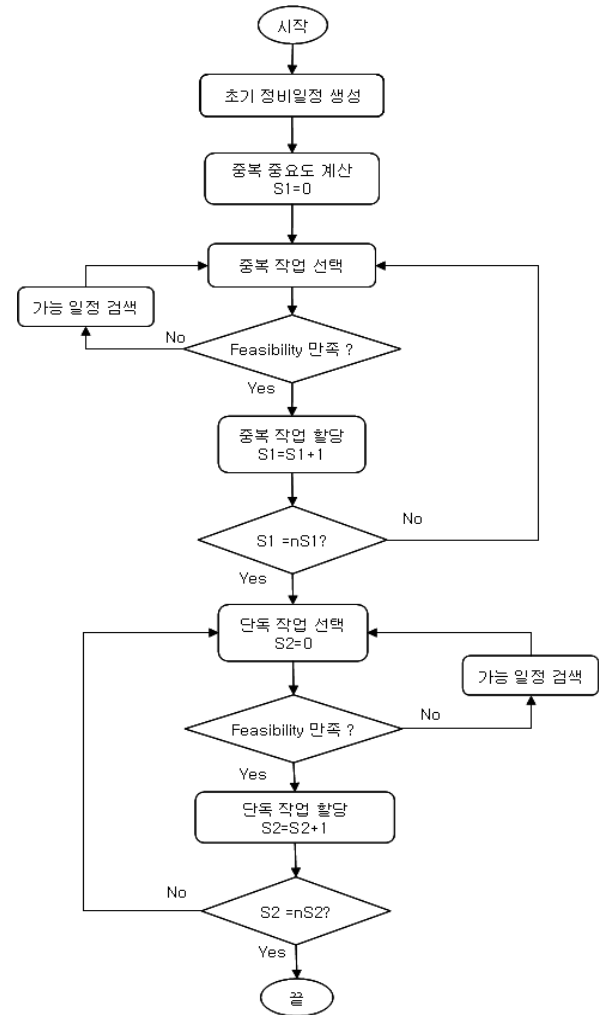 시작
초기 정비일정 생성
중복 중요도 계산
S1=0
중복 작업 선택
가능 일정 검색
No
Feasibility 만족 ?
Yes
중복 작업 할당
S1=S1+1
No
S1 =nS1?
Yes
단독 작업 선택
S2=0
가능 일정 검색
No
Feasibility 만족 ?
Yes
단독 작업 할당
S2=S2+1
No
S2 =nS2?
Yes
끝